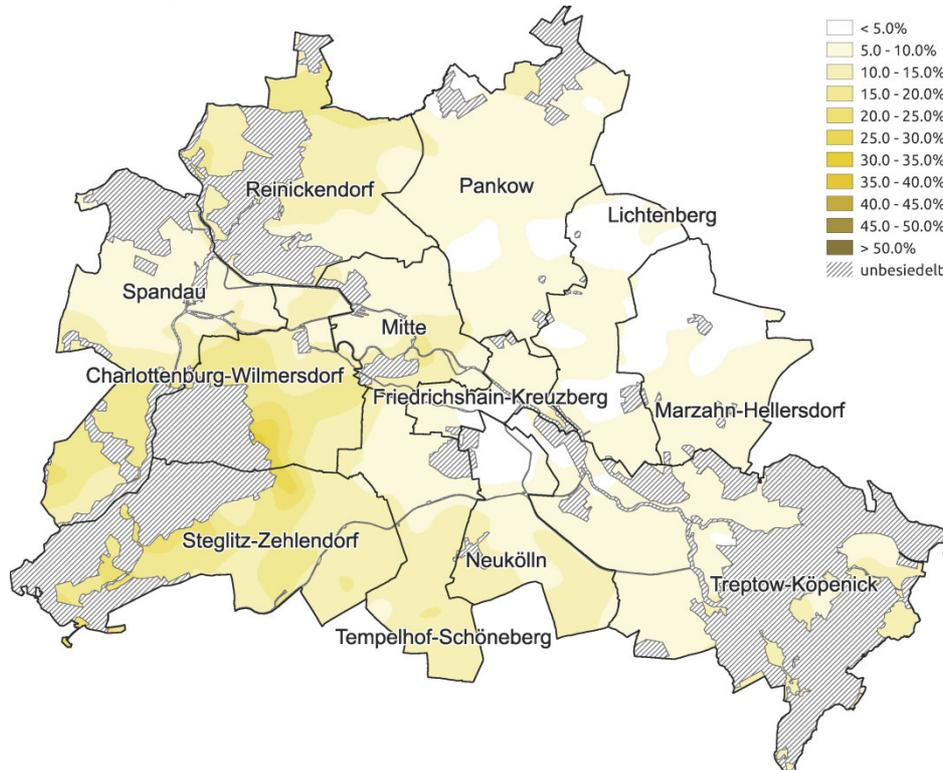 < 5.0%
5.0 - 10.0%
10.0 - 15.0%
15.0 - 20.0%
20.0 - 25.0%
25.0 - 30.0%
30.0 - 35.0%
35.0 - 40.0%
40.0 - 45.0%
45.0 - 50.0%
> 50.0%
unbesiedelt
Reinickendorf
Pankow
Lichtenberg
Spandau
Mitte
Charlottenburg-Wilmersdorf
Friedrichshain-Kreuzberg
Marzahn-Hellersdorf
Steglitz-Zehlendorf
Neukölln
Treptow-Köpenick
Tempelhof-Schöneberg